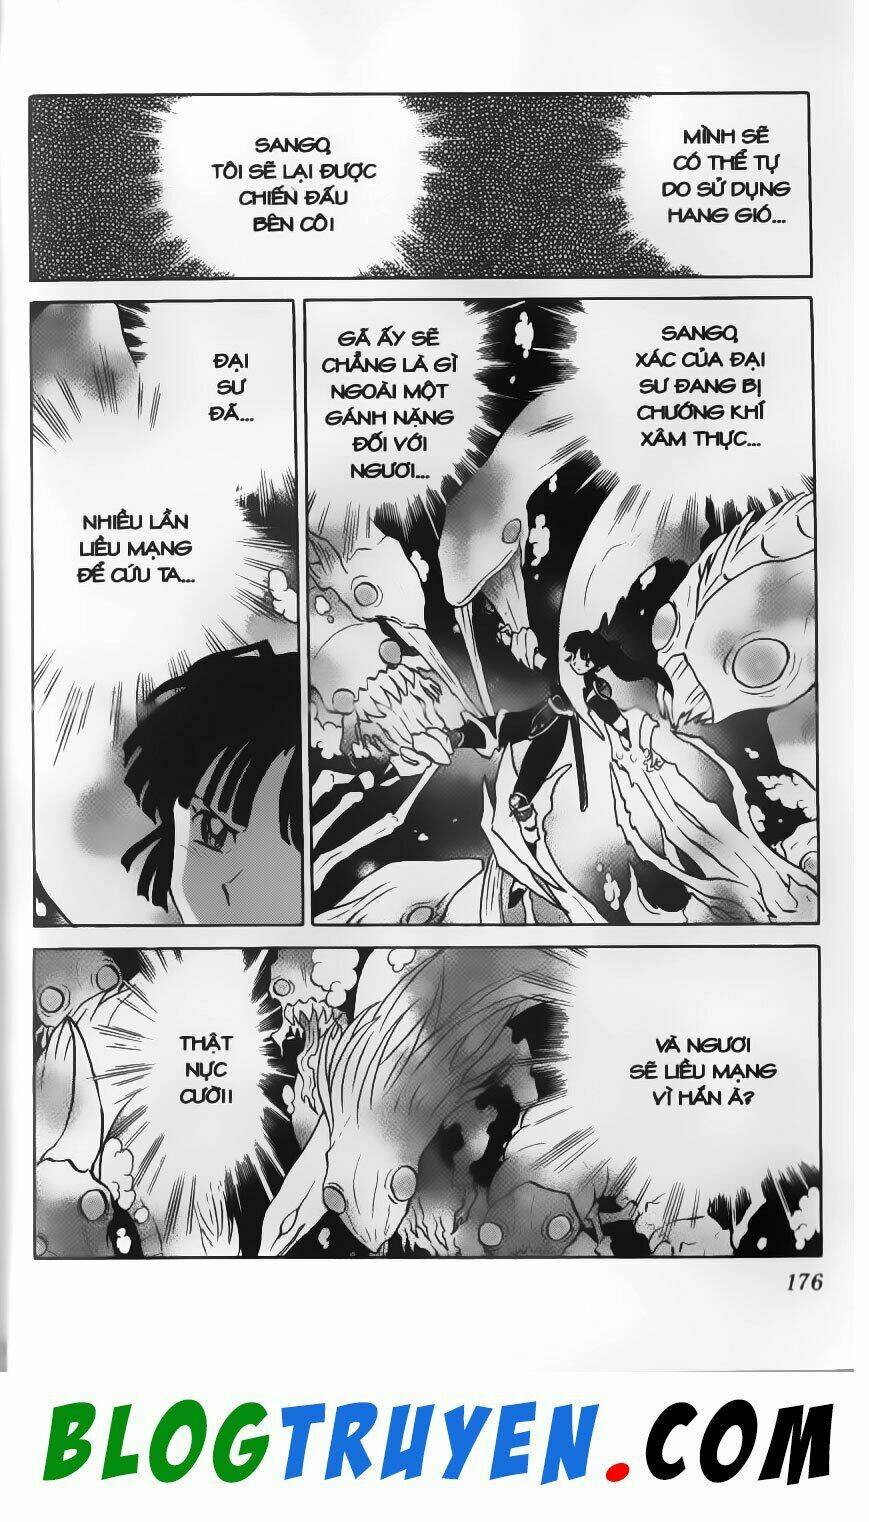 MÌNH SẼ
CÓ THỂ TỰ
DO SỬ DỤNG
HANG GIÓ...
SANGO,
TÔI SẼ LẠI ĐƯỢC
CHIẾN ĐẤU
BÊN CÔ!
SANGO,
XÁC CỦA ĐẠI
SƯ ĐANG BỊ
CHƯỚNG KHÍ
XÂM THỰC...
GÃ ẤY SẼ
CHẲNG LÀ GÌ
NGOÀI MỘT
GÁNH NẶNG
ĐỐI VỚI
NGƯƠI...
ĐẠI
SƯ
ĐÃ...
NHIỀU LẦN
LIỀU MẠNG
ĐỂ CỨU TA...
VÀ NGƯƠI
SẼ LIỀU MẠNG
VÌ HẮN À?
THẬT
NỰC
CƯỜI!
176
BLOGTRUYEN.COM